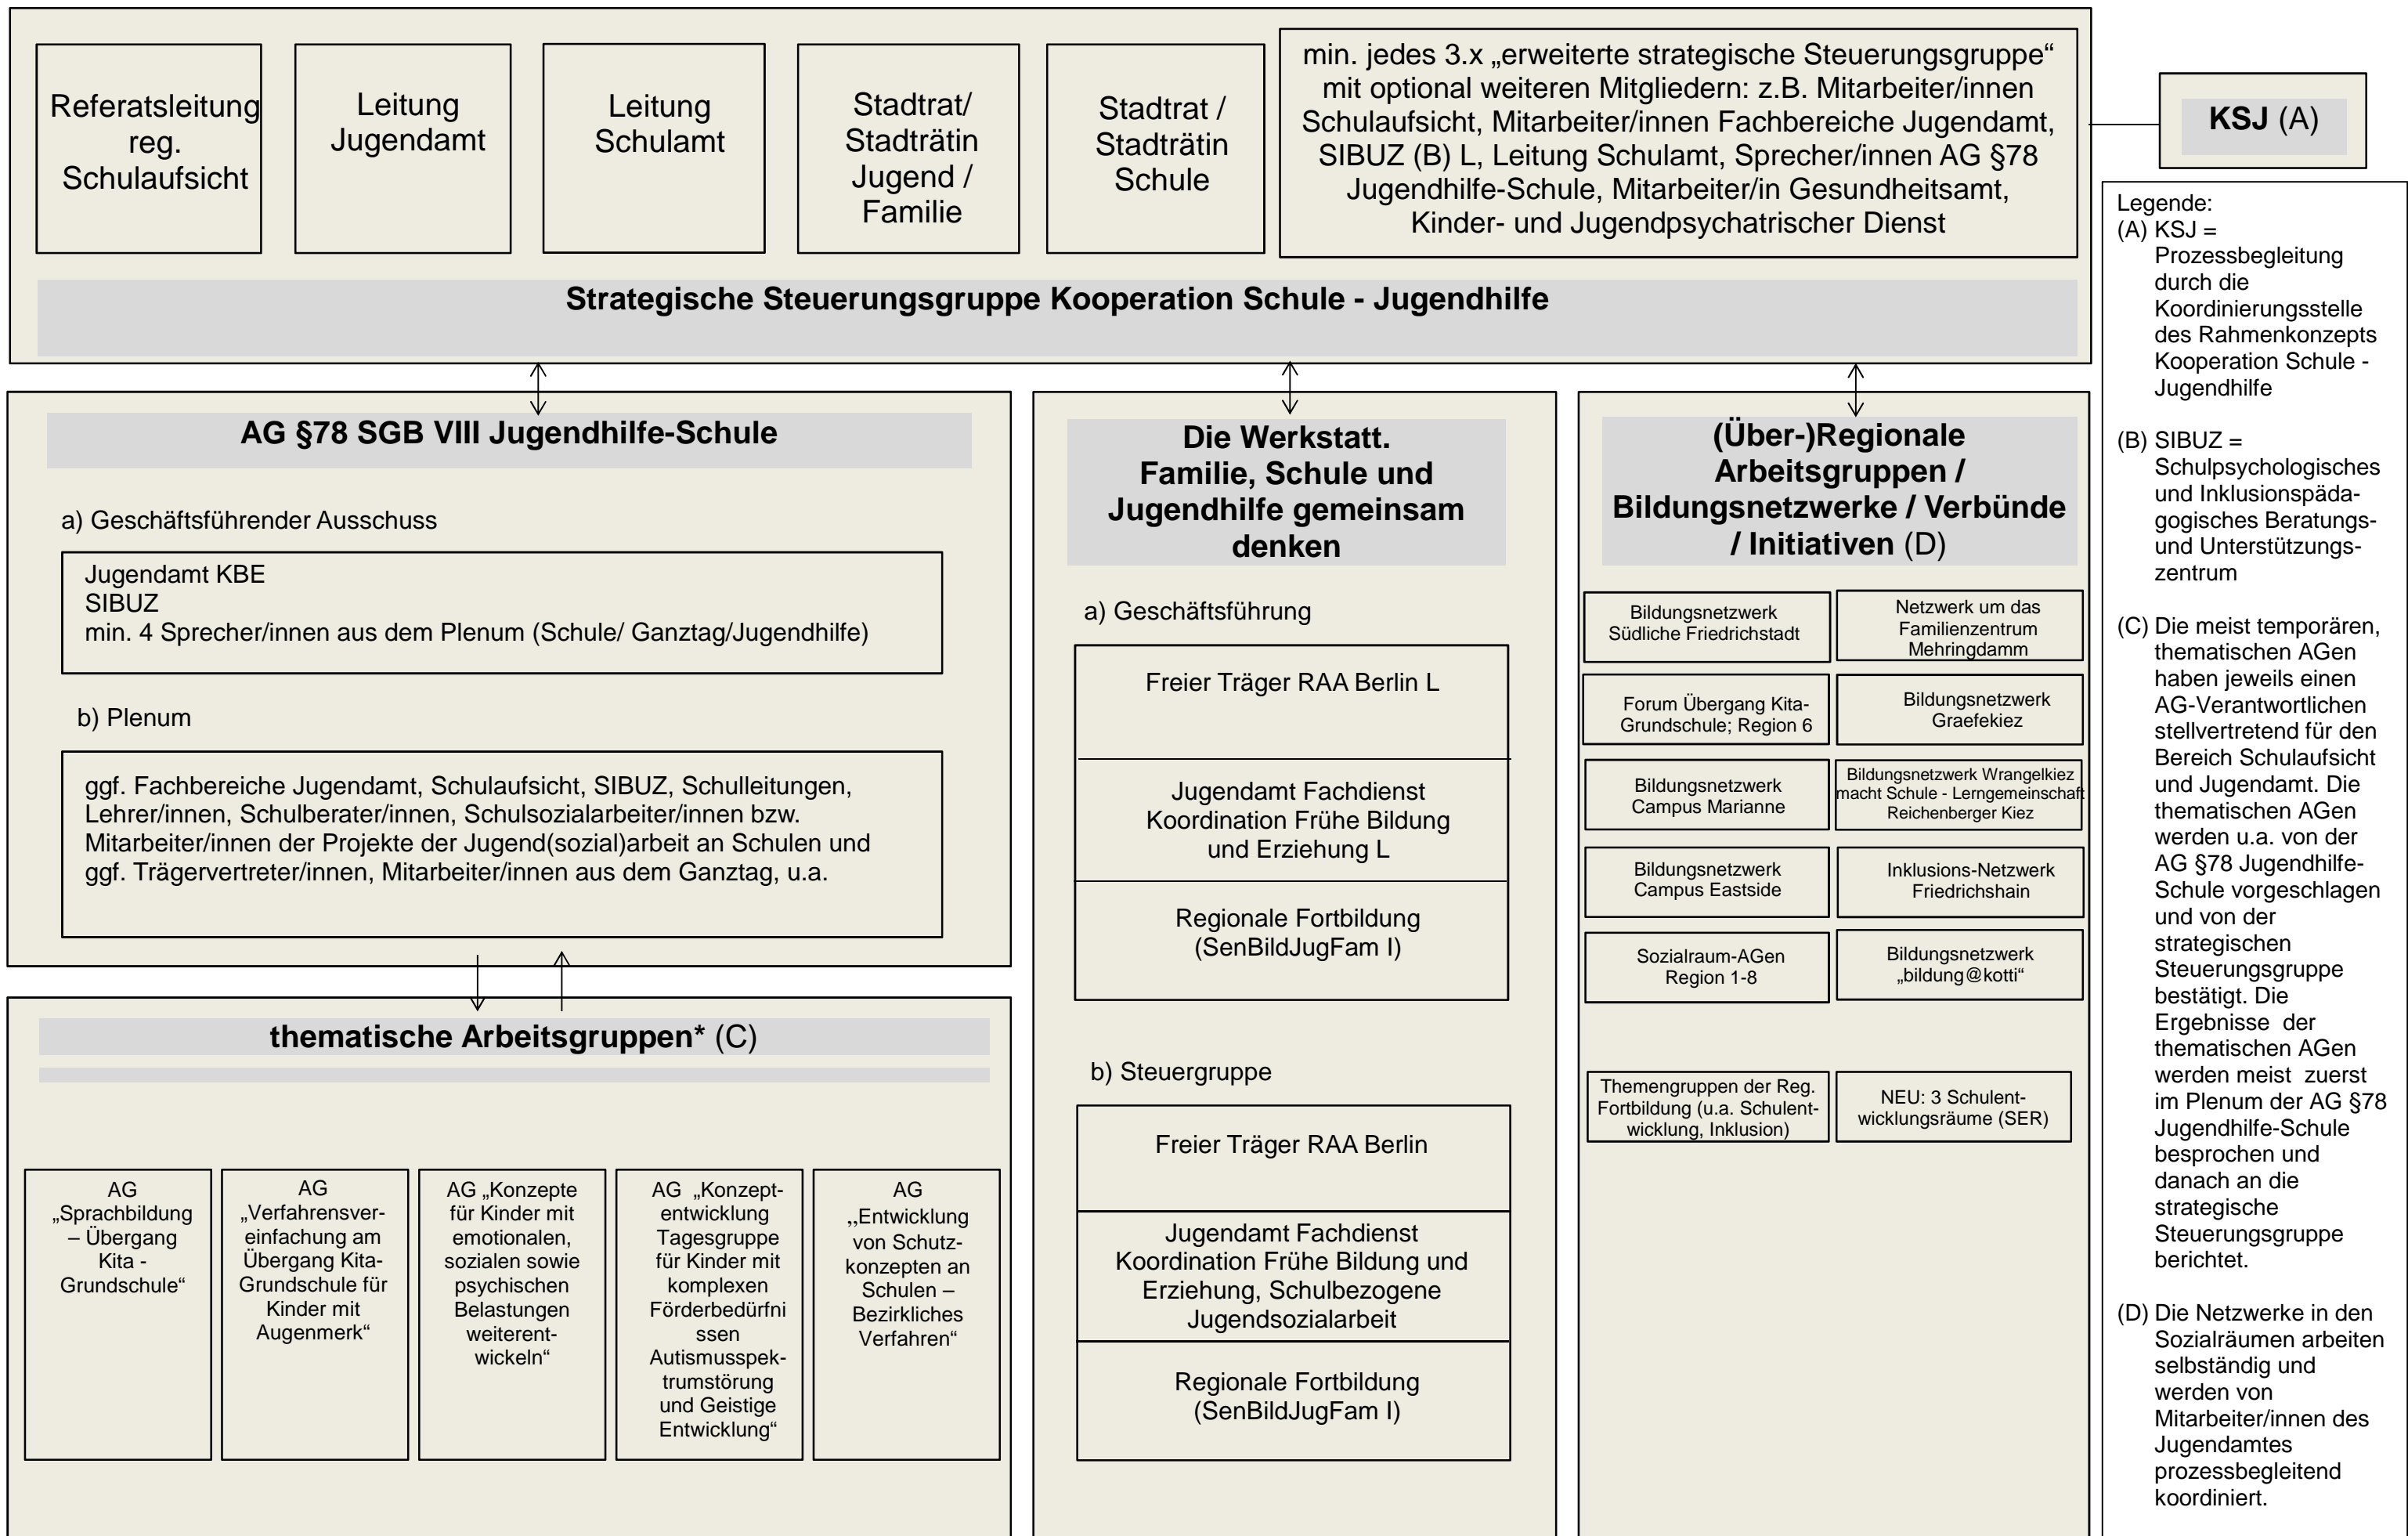 Referatsleitung
reg.
Schulaufsicht
Leitung
Jugendamt
Leitung
Schulamt
Stadtrat/
Stadträtin
Jugend /
Familie
Stadtrat /
Stadträtin
Schule
min. jedes 3.x „erweiterte strategische Steuerungsgruppe“
mit optional weiteren Mitgliedern: z.B. Mitarbeiter/innen
Schulaufsicht, Mitarbeiter/innen Fachbereiche Jugendamt,
SIBUZ (B) L, Leitung Schulamt, Sprecher/innen AG §78
Jugendhilfe-Schule, Mitarbeiter/in Gesundheitsamt,
Kinder- und Jugendpsychatrischer Dienst
Strategische Steuerungsgruppe Kooperation Schule - Jugendhilfe
KSJ (A)
AG §78 SGB VIII Jugendhilfe-Schule
a) Geschäftsführender Ausschuss
Jugendamt KBE
SIBUZ
min. 4 Sprecher/innen aus dem Plenum (Schule/ Ganztag/Jugendhilfe)
b) Plenum
ggf. Fachbereiche Jugendamt, Schulaufsicht, SIBUZ, Schulleitungen,
Lehrer/innen, Schulberater/innen, Schulsozialarbeiter/innen bzw.
Mitarbeiter/innen der Projekte der Jugend(sozial)arbeit an Schulen und
ggf. Trägervertreter/innen, Mitarbeiter/innen aus dem Ganztag, u.a.
thematische Arbeitsgruppen* (C)
AG
„Sprachbildung
– Übergang
Kita -
Grundschule“
AG
„Verfahrensver-
einfachung am
Übergang Kita-
Grundschule für
Kinder mit
Augenmerk“
AG „Konzepte
für Kinder mit
emotionalen,
sozialen sowie
psychischen
Belastungen
weiterent-
wickeln“
AG „Konzept-
entwicklung
Tagesgruppe
für Kinder mit
komplexen
Förderbedürfni
ssen
Autismusspek-
trumstörung
und Geistige
Entwicklung“
AG
„Entwicklung
von Schutz-
konzepten an
Schulen –
Bezirkliches
Verfahren“
Die Werkstatt.
Familie, Schule und
Jugendhilfe gemeinsam
denken
a) Geschäftsführung
Freier Träger RAA Berlin L
Jugendamt Fachdienst
Koordination Frühe Bildung
und Erziehung L
Regionale Fortbildung
(SenBildJugFam I)
b) Steuergruppe
Freier Träger RAA Berlin
Jugendamt Fachdienst
Koordination Frühe Bildung und
Erziehung, Schulbezogene
Jugendsozialarbeit
Regionale Fortbildung
(SenBildJugFam I)
(Über-)Regionale
Arbeitsgruppen /
Bildungsnetzwerke / Verbünde
/ Initiativen (D)
Bildungsnetzwerk
Südliche Friedrichstadt
Netzwerk um das
Familienzentrum
Mehringdamm
Forum Übergang Kita-
Grundschule; Region 6
Bildungsnetzwerk
Graefekiez
Bildungsnetzwerk
Campus Marianne
Bildungsnetzwerk Wrangelkiez
macht Schule - Lerngemeinschaft
Reichenberger Kiez
Bildungsnetzwerk
Campus Eastside
Inklusions-Netzwerk
Friedrichshain
Sozialraum-AGen
Region 1-8
Bildungsnetzwerk
„bildung@kotti“
Themengruppen der Reg.
Fortbildung (u.a. Schulent-
wicklung, Inklusion)
NEU: 3 Schulent-
wicklungsräume (SER)
Legende:
(A) KSJ =
Prozessbegleitung
durch die
Koordinierungsstelle
des Rahmenkonzepts
Kooperation Schule -
Jugendhilfe
(B) SIBUZ =
Schulpsychologisches
und Inklusionspäda-
gogisches Beratungs-
und Unterstützungs-
zentrum
(C) Die meist temporären,
thematischen AGen
haben jeweils einen
AG-Verantwortlichen
stellvertretend für den
Bereich Schulaufsicht
und Jugendamt. Die
thematischen AGen
werden u.a. von der
AG §78 Jugendhilfe-
Schule vorgeschlagen
und von der
strategischen
Steuerungsgruppe
bestätigt. Die
Ergebnisse der
thematischen AGen
werden meist zuerst
im Plenum der AG §78
Jugendhilfe-Schule
besprochen und
danach an die
strategische
Steuerungsgruppe
berichtet.
(D) Die Netzwerke in den
Sozialräumen arbeiten
selbständig und
werden von
Mitarbeiter/innen des
Jugendamtes
prozessbegleitend
koordiniert.